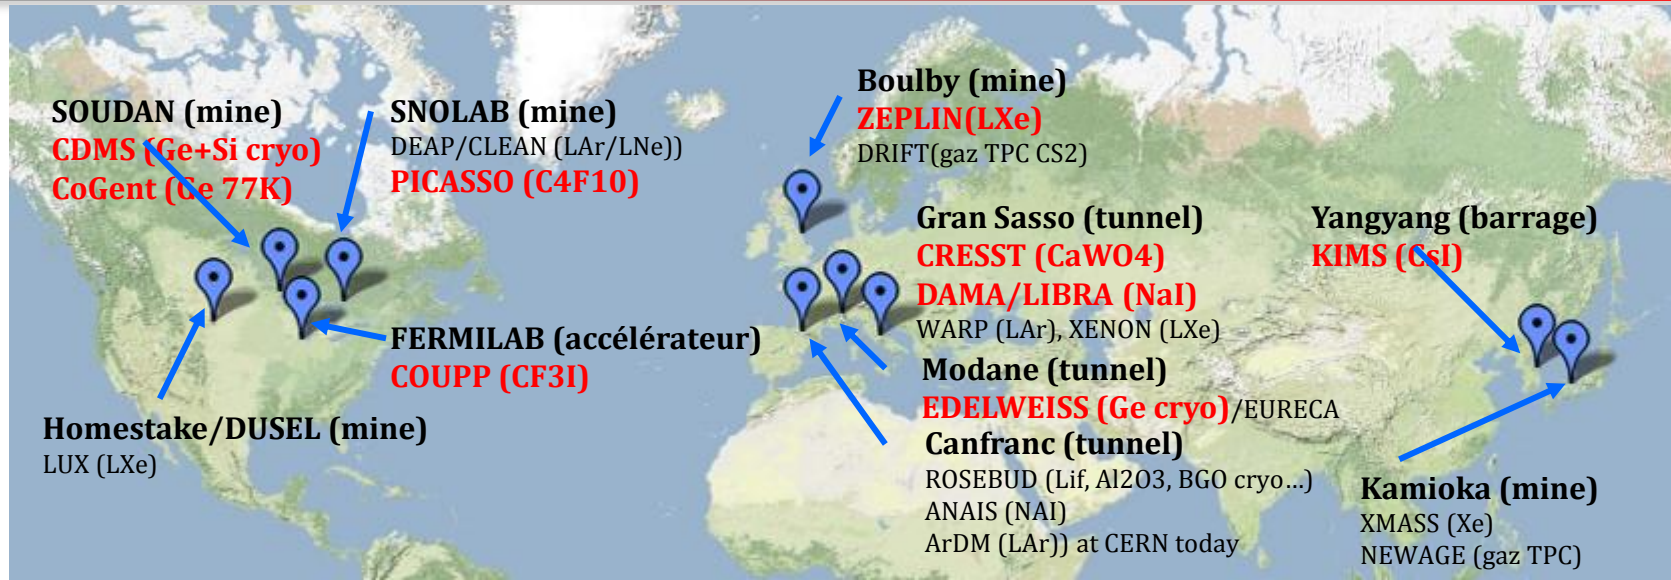 SOUDAN (mine)
CDMS (Ge+Si cryo)
CoGent (Ge 77K)
SNOLAB (mine)
DEAP/CLEAN (LAr/LNe))
PICASSO (C4F10)
FERMILAB (accélérateur)
COUPP (CF3I)
Homestake/DUSEL (mine)
LUX (LXe)
Boulby (mine)
ZEPLIN(LXe)
DRIFT(gaz TPC CS2)
Gran Sasso (tunnel)
CRESST (CaWO4)
DAMA/LIBRA (NaI)
WARP (LAr), XENON (LXe)
Modane (tunnel)
EDELWEISS (Ge cryo)/EURECA
Canfranc (tunnel)
ROSEBUD (Lif, Al2O3, BGO cryo…)
ANAIS (NAI)
ArDM (LAr)) at CERN today
Yangyang (barrage)
KIMS (CsI)
Kamioka (mine)
XMASS (Xe)
NEWAGE (gaz TPC)